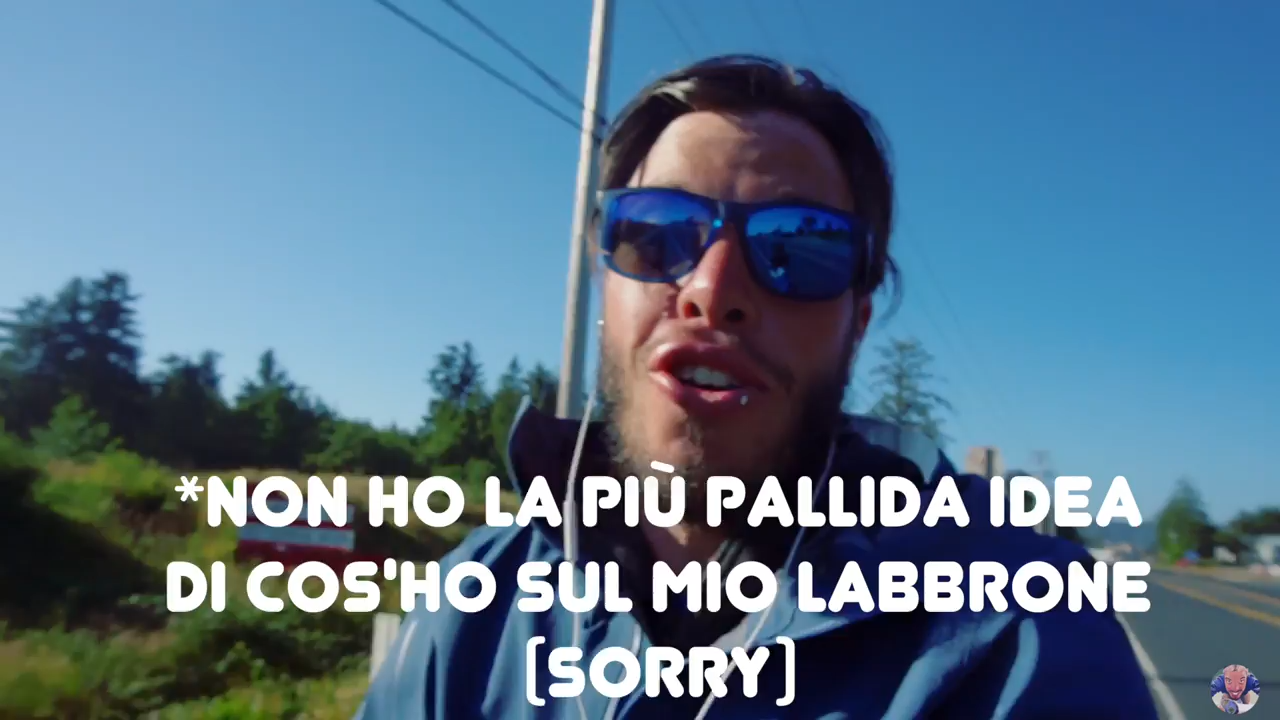 *NON HO LA PIÙ PALLIDA IDEA
DI COS'HO SUL MIO LABBRONE
[SORRY]